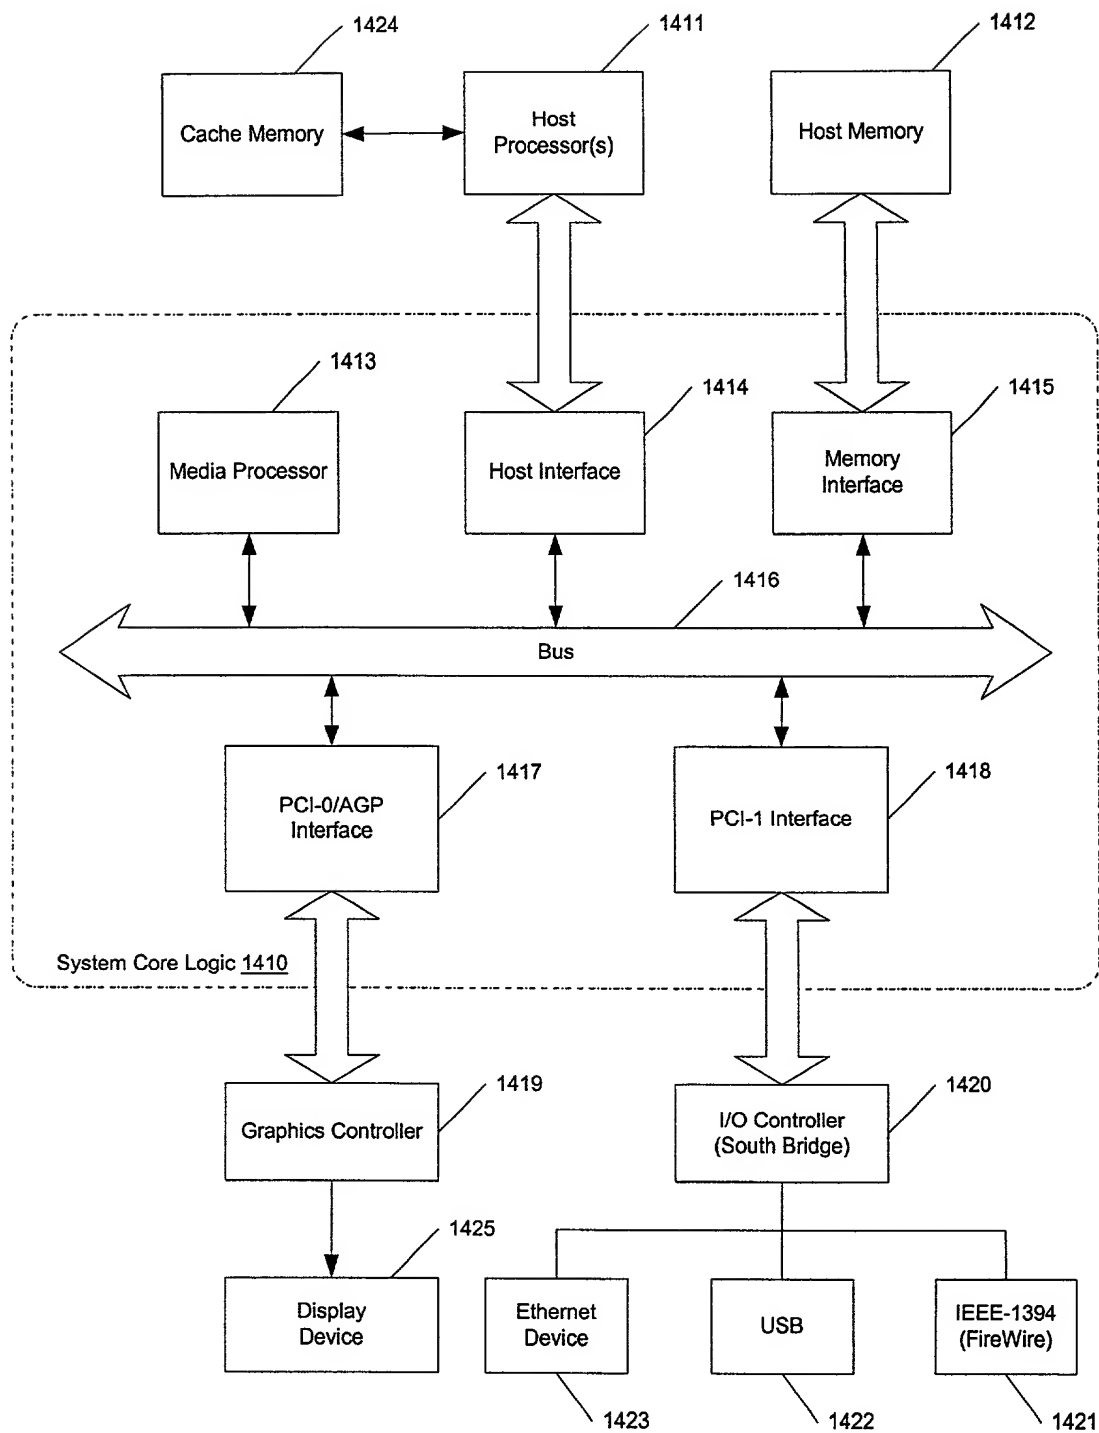 1424
1411
1412
Cache Memory
Host
Processor(s)
Host Memory
1413
1414
1415
Media Processor
Host Interface
Memory
Interface
1416
Bus
1417
1418
PCI-0/AGP
Interface
PCI-1 Interface
System Core Logic 1410
1419
1420
Graphics Controller
I/O Controller
(South Bridge)
1425
Display
Device
Ethernet
Device
USB
IEEE-1394
(FireWire)
1423
1422
1421